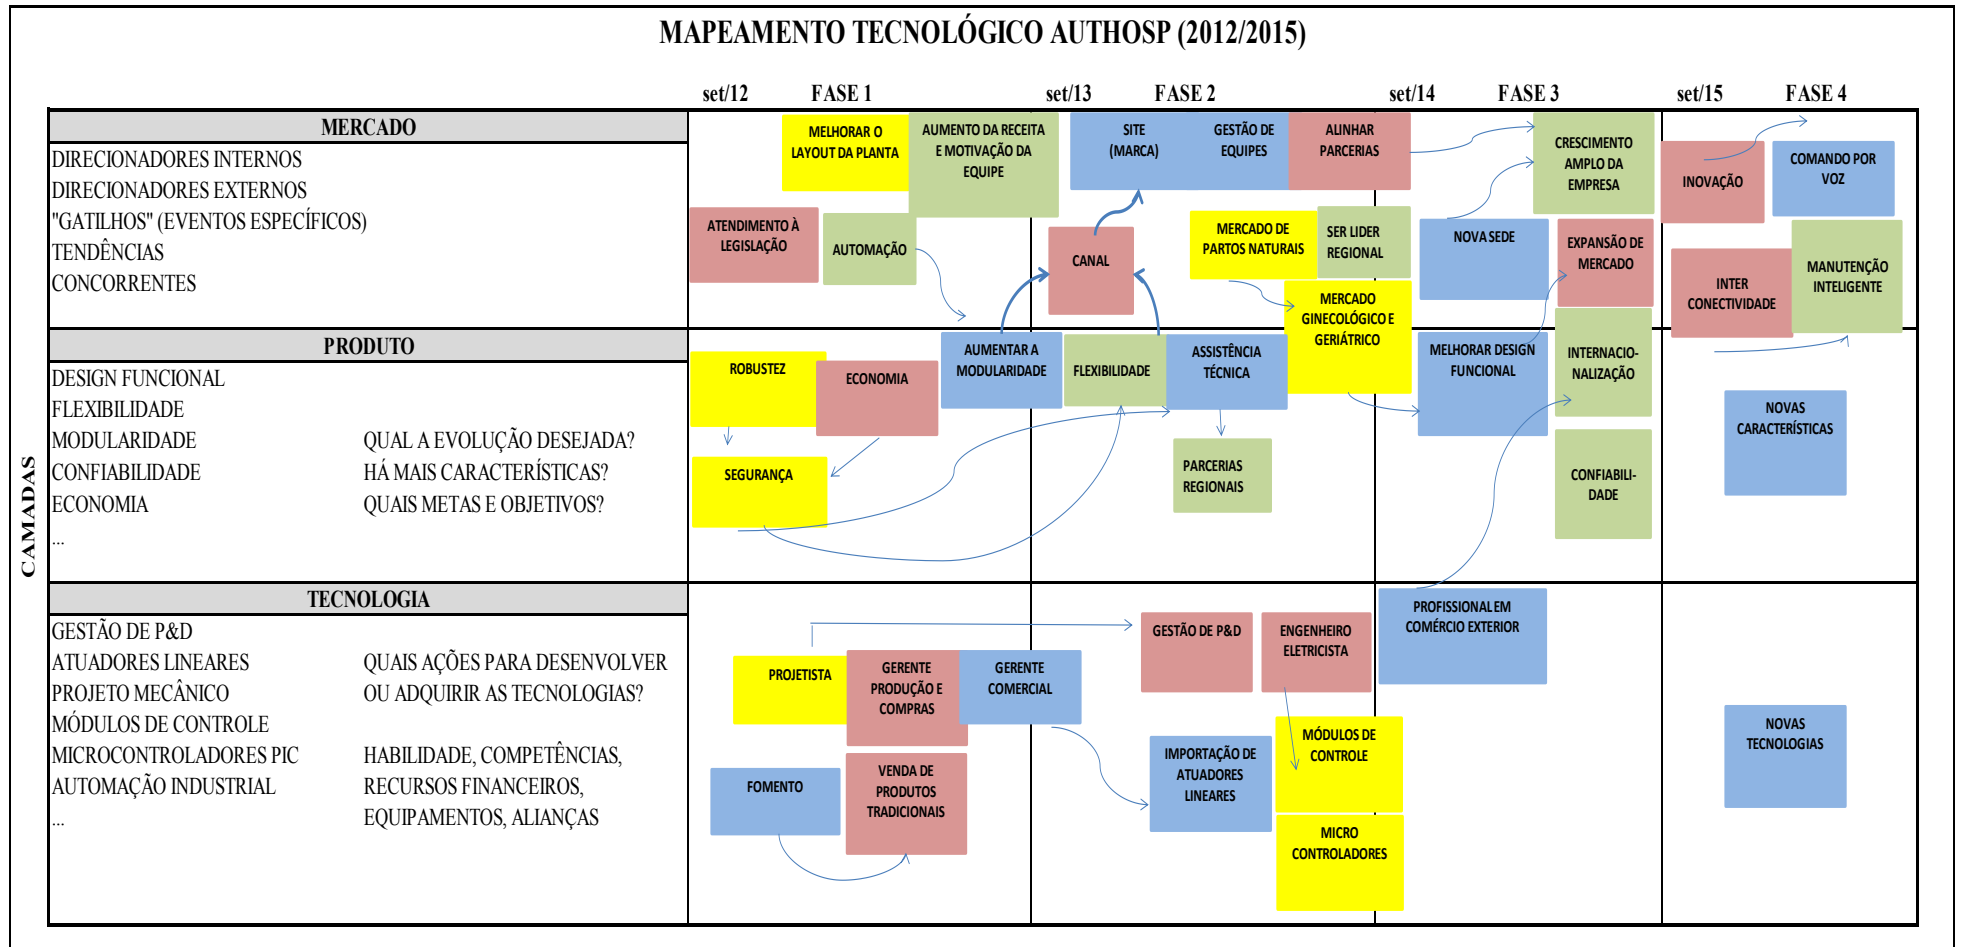 MAPEAMENTO TECNOLÓGICO AUTHOSP (2012/2015)
set/12 FASE 1 set/13 FASE 2 set/14 FASE 3 set/15 FASE 4
CAMADAS
MERCADO
DIRECIONADORES INTERNOS
DIRECIONADORES EXTERNOS
"GATILHOS" (EVENTOS ESPECÍFICOS)
TENDÊNCIAS
CONCORRENTES
MELHORAR O
LAYOUT DA PLANTA
AUMENTO DA RECEITA
E MOTIVAÇÃO DA
EQUIPE
ATENDIMENTO À
LEGISLAÇÃO
AUTOMAÇÃO
SITE
(MARCA)
GESTÃO DE
EQUIPES
ALINHAR
PARCERIAS
CANAL
MERCADO DE
PARTOS NATURAIS
SER LIDER
REGIONAL
MERCADO
GINECOLÓGICO E
GERIÁTRICO
CRESCIMENTO
AMPLO DA
EMPRESA
NOVA SEDE
EXPANSÃO DE
MERCADO
INOVAÇÃO
COMANDO POR
VOZ
INTER
CONECTIVIDADE
MANUTENÇÃO
INTELIGENTE
PRODUTO
DESIGN FUNCIONAL
FLEXIBILIDADE
MODULARIDADE QUAL A EVOLUÇÃO DESEJADA?
CONFIABILIDADE HÁ MAIS CARACTERÍSTICAS?
ECONOMIA QUAIS METAS E OBJETIVOS?
...
ROBUSTEZ
ECONOMIA
SEGURANÇA
AUMENTAR A
MODULARIDADE
FLEXIBILIDADE
ASSISTÊNCIA
TÉCNICA
PARCERIAS
REGIONAIS
MELHORAR DESIGN
FUNCIONAL
INTERNACIO-
NALIZAÇÃO
CONFIABILI-
DADE
NOVAS
CARACTERÍSTICAS
TECNOLOGIA
GESTÃO DE P&D
ATUADORES LINEARES QUAIS AÇÕES PARA DESENVOLVER
PROJETO MECÂNICO OU ADQUIRIR AS TECNOLOGIAS?
MÓDULOS DE CONTROLE
MICROCONTROLADORES PIC HABILIDADE, COMPETÊNCIAS,
AUTOMAÇÃO INDUSTRIAL RECURSOS FINANCEIROS,
... EQUIPAMENTOS, ALIANÇAS
PROJETISTA
GERENTE
PRODUÇÃO E
COMPRAS
GERENTE
COMERCIAL
FOMENTO
VENDA DE
PRODUTOS
TRADICIONAIS
GESTÃO DE P&D
ENGENHEIRO
ELETRICISTA
IMPORTAÇÃO DE
ATUADORES
LINEARES
MÓDULOS DE
CONTROLE
MICRO
CONTROLADORES
PROFISSIONAL EM
COMÉRCIO EXTERIOR
NOVAS
TECNOLOGIAS